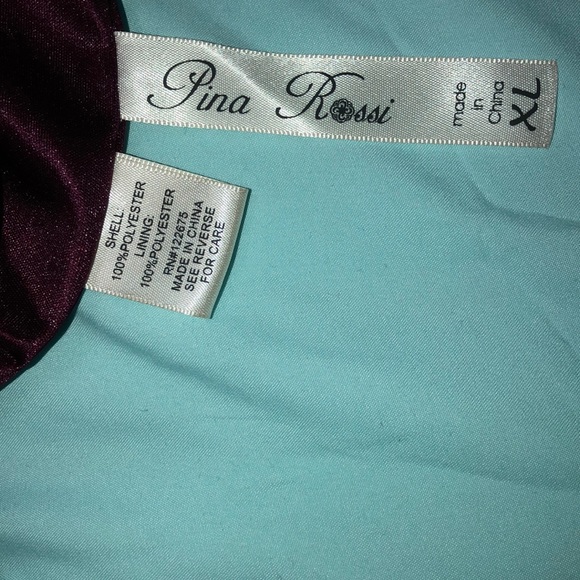 Pina Rossi
made
in
China
XL
SHELL:
100%POLYESTER
LINING:
100%POLYESTER
RN#122675
MADE IN CHINA
SEE REVERSE
FOR CARE